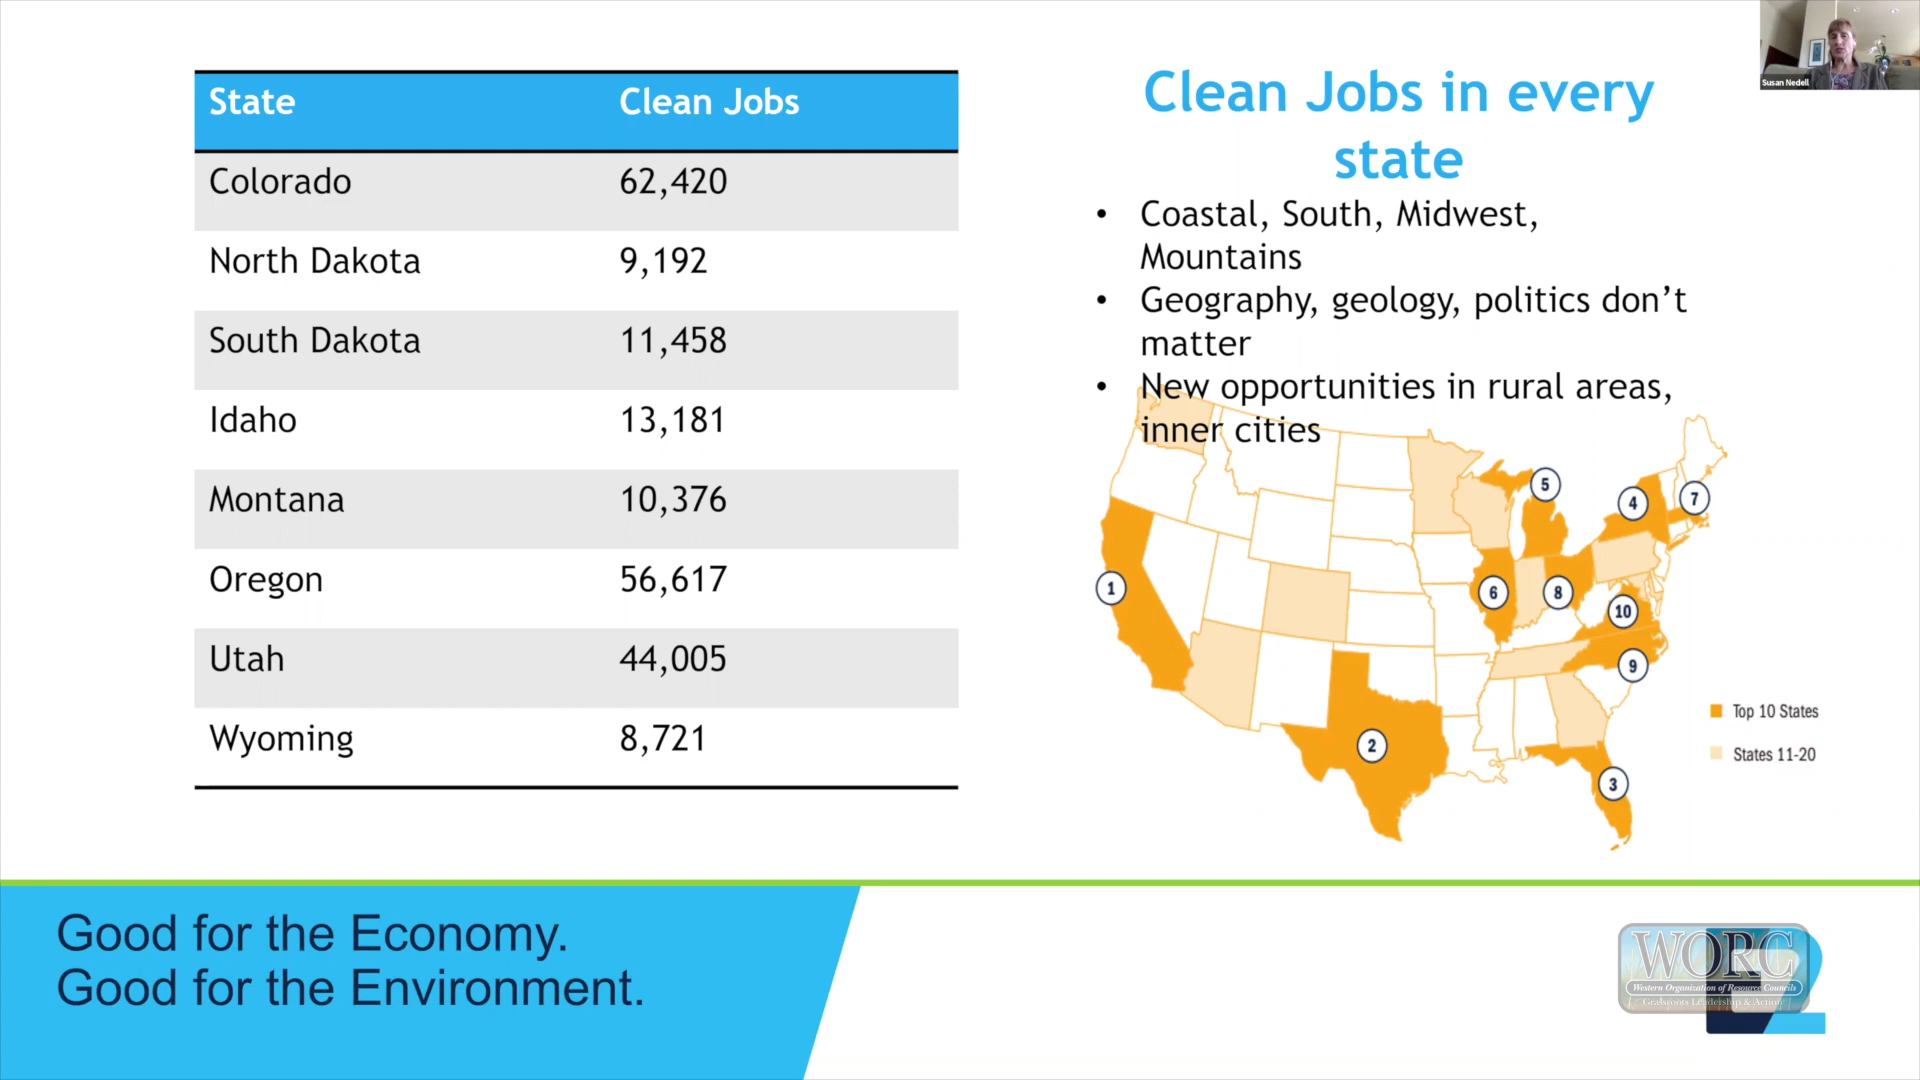 State Clean Jobs
Colorado 62,420
North Dakota 9,192
South Dakota 11,458
Idaho 13,181
Montana 10,376
Oregon 56,617
Utah 44,005
Wyoming 8,721
Clean Jobs in every
state
• Coastal, South, Midwest,
Mountains
• Geography, geology, politics don’t
matter
• New opportunities in rural areas,
inner cities
1
2
3
4
5
6
7
8
9
10
Top 10 States
States 11-20
Susan Nedell
Good for the Economy.
Good for the Environment.
WORC
Western Organization of Resource Councils
Grassroots Leadership & Action
2